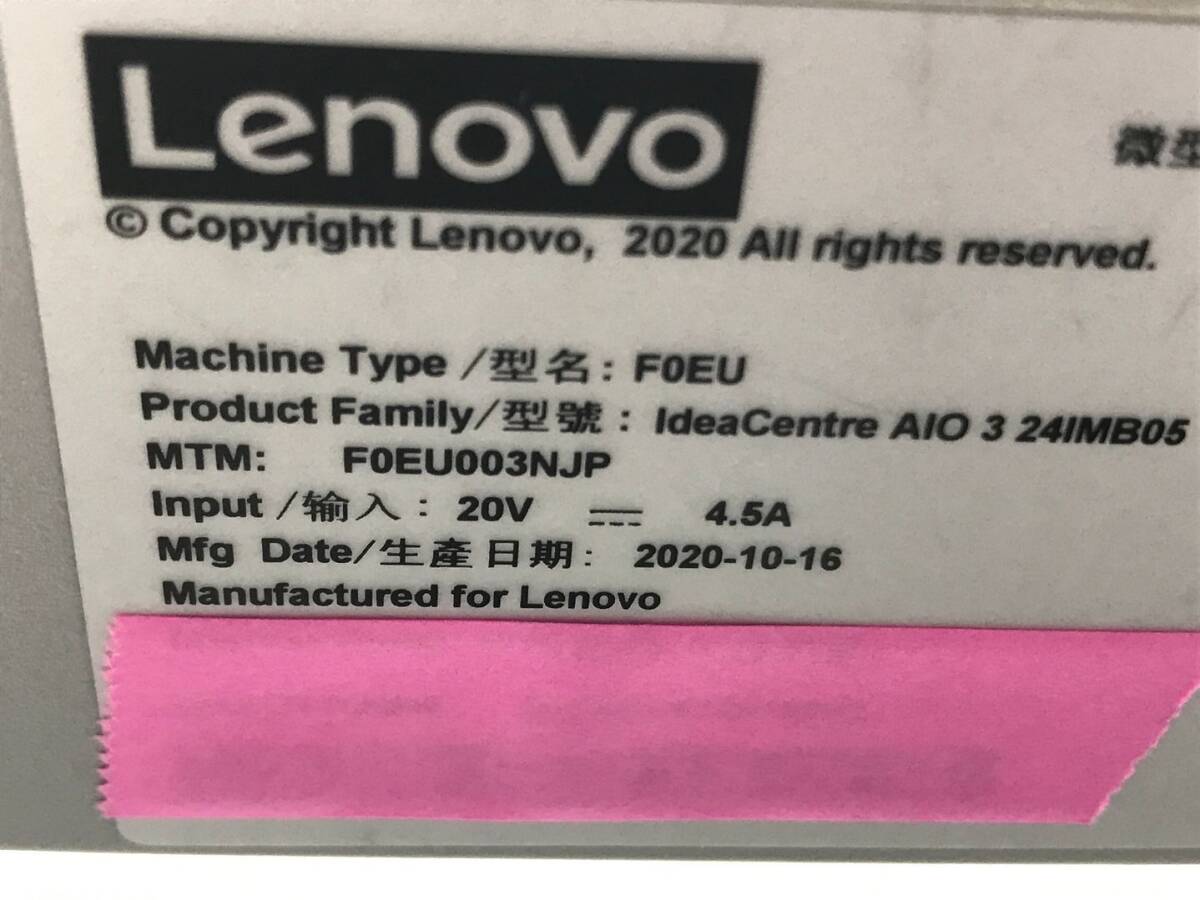 Lenovo
微型
© Copyright Lenovo, 2020 All rights reserved.
Machine Type /型名: F0EU
Product Family/型號: IdeaCentre AIO 3 24IMB05
MTM: F0EU003NJP
Input /输入: 20V ⎓ 4.5A
Mfg Date/生產日期: 2020-10-16
Manufactured for Lenovo